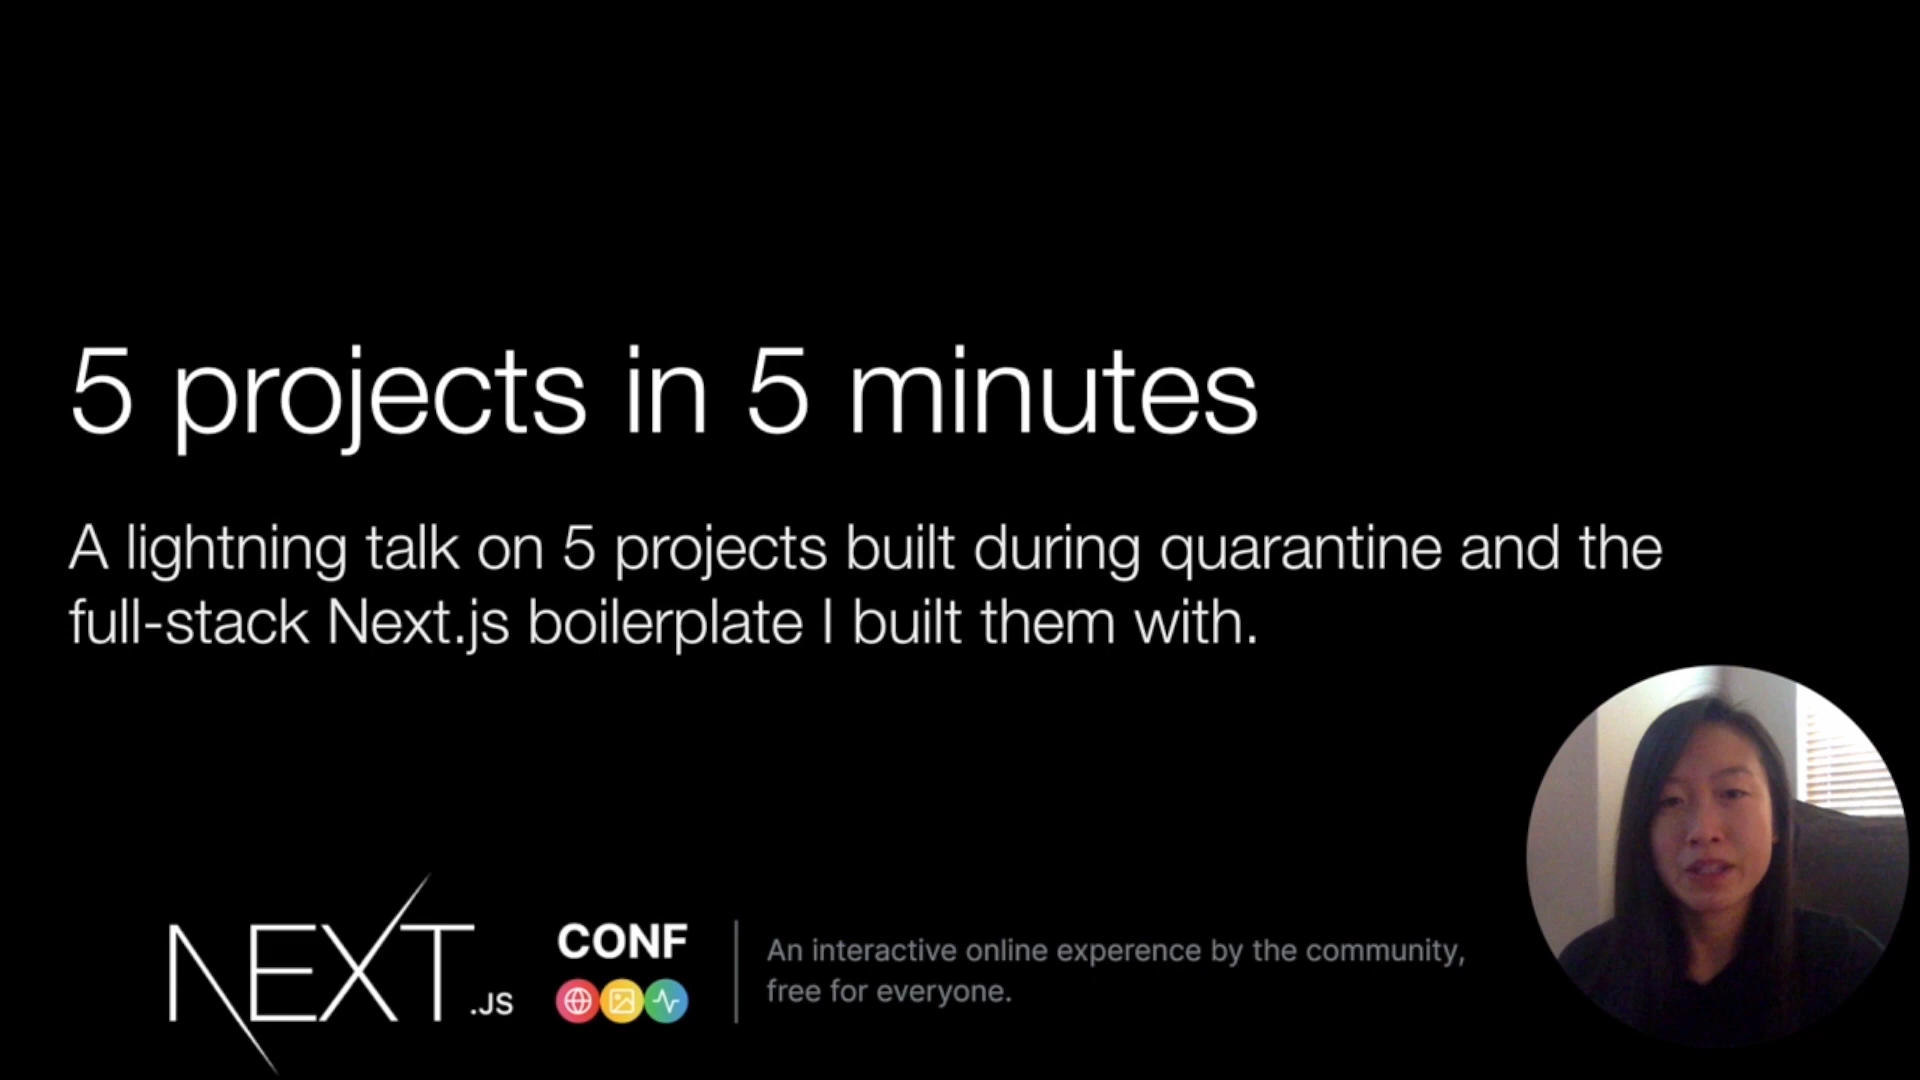 5 projects in 5 minutes
A lightning talk on 5 projects built during quarantine and the
full-stack Next.js boilerplate I built them with.
NEXT.JS
CONF
An interactive online experence by the community,
free for everyone.